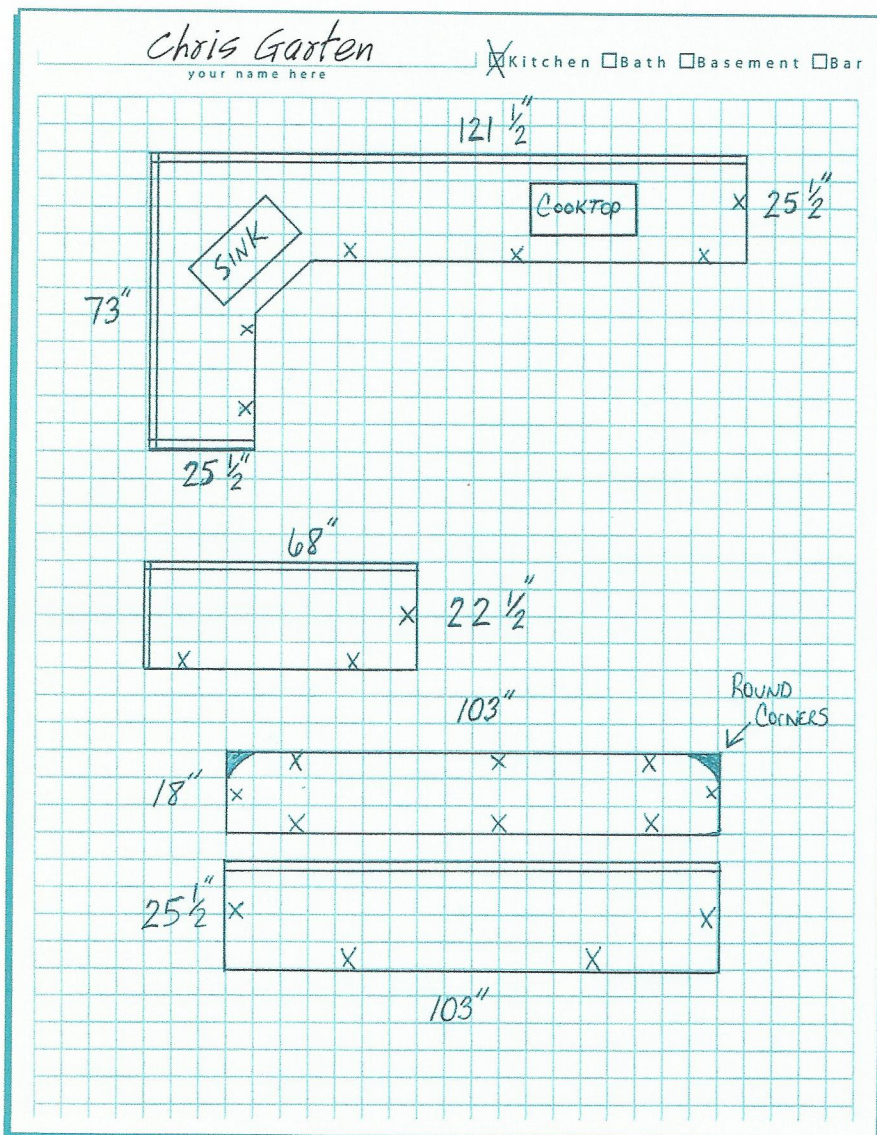 Chris Garten
your name here
Kitchen Bath Basement Bar
121 1/2"
Cooktop
25 1/2"
Sink
73"
25 1/2"
68"
22 1/2"
103"
Round
Corners
18"
25 1/2"
103"